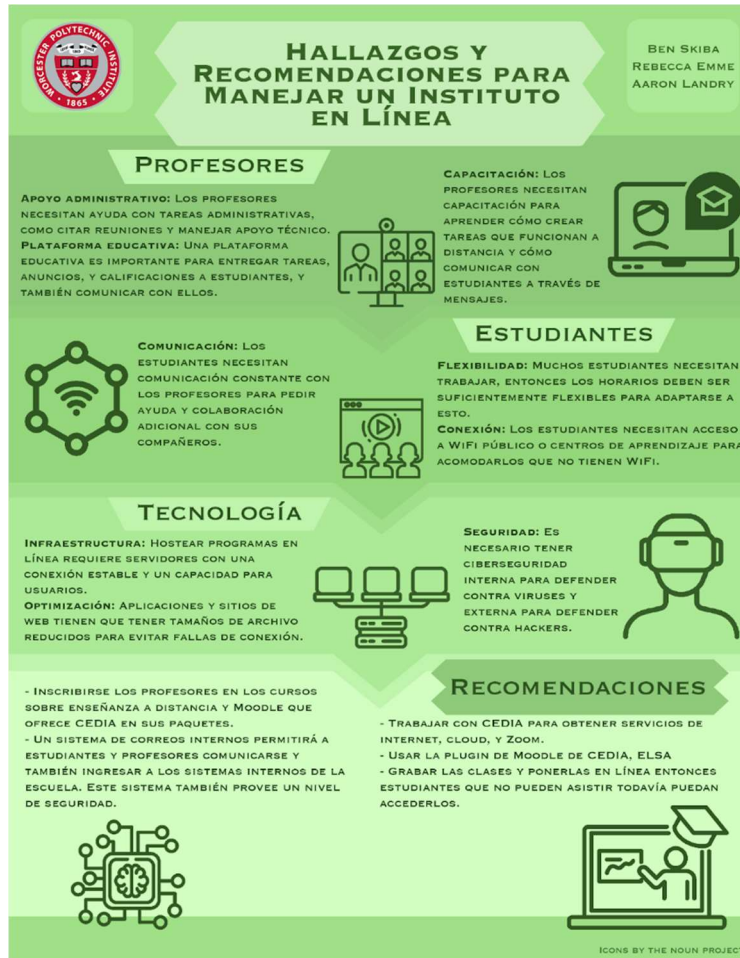 WORCESTER POLYTECHNIC INSTITUTE
1865
HALLAZGOS Y
RECOMENDACIONES PARA
MANEJAR UN INSTITUTO
EN LÍNEA
BEN SKIBA
REBECCA EMME
AARON LANDRY
PROFESORES
APOYO ADMINISTRATIVO: LOS PROFESORES
NECESITAN AYUDA CON TAREAS ADMINISTRATIVAS,
COMO CITAR REUNIONES Y MANEJAR APOYO TÉCNICO.
PLATAFORMA EDUCATIVA: UNA PLATAFORMA
EDUCATIVA ES IMPORTANTE PARA ENTREGAR TAREAS,
ANUNCIOS, Y CALIFICACIONES A ESTUDIANTES, Y
TAMBIÉN COMUNICAR CON ELLOS.
CAPACITACIÓN: LOS
PROFESORES NECESITAN
CAPACITACIÓN PARA
APRENDER CÓMO CREAR
TAREAS QUE FUNCIONAN A
DISTANCIA Y CÓMO
COMUNICAR CON
ESTUDIANTES A TRAVÉS DE
MENSAJES.
COMUNICACIÓN: LOS
ESTUDIANTES NECESITAN
COMUNICACIÓN CONSTANTE CON
LOS PROFESORES PARA PEDIR
AYUDA Y COLABORACIÓN
ADICIONAL CON SUS
COMPAÑEROS.
ESTUDIANTES
FLEXIBILIDAD: MUCHOS ESTUDIANTES NECESITAN
TRABAJAR, ENTONCES LOS HORARIOS DEBEN SER
SUFICIENTEMENTE FLEXIBLES PARA ADAPTARSE A
ESTO.
CONEXIÓN: LOS ESTUDIANTES NECESITAN ACCESO
A WIFI PÚBLICO O CENTROS DE APRENDIZAJE PARA
ACOMODARLOS QUE NO TIENEN WIFI.
TECNOLOGÍA
INFRAESTRUCTURA: HOSTEAR PROGRAMAS EN
LÍNEA REQUIERE SERVIDORES CON UNA
CONEXIÓN ESTABLE Y UN CAPACIDAD PARA
USUARIOS.
OPTIMIZACIÓN: APLICACIONES Y SITIOS DE
WEB TIENEN QUE TENER TAMAÑOS DE ARCHIVO
REDUCIDOS PARA EVITAR FALLAS DE CONEXIÓN.
SEGURIDAD: ES
NECESARIO TENER
CIBERSEGURIDAD
INTERNA PARA DEFENDER
CONTRA VIRUSES Y
EXTERNA PARA DEFENDER
CONTRA HACKERS.
- INSCRIBIRSE LOS PROFESORES EN LOS CURSOS
SOBRE ENSEÑANZA A DISTANCIA Y MOODLE QUE
OFRECE CEDIA EN SUS PAQUETES.
- UN SISTEMA DE CORREOS INTERNOS PERMITIRÁ A
ESTUDIANTES Y PROFESORES COMUNICARSE Y
TAMBIÉN INGRESAR A LOS SISTEMAS INTERNOS DE LA
ESCUELA. ESTE SISTEMA TAMBIÉN PROVEE UN NIVEL
DE SEGURIDAD.
RECOMENDACIONES
- TRABAJAR CON CEDIA PARA OBTENER SERVICIOS DE
INTERNET, CLOUD, Y ZOOM.
- USAR LA PLUGIN DE MOODLE DE CEDIA, ELSA
- GRABAR LAS CLASES Y PONERLAS EN LÍNEA ENTONCES
ESTUDIANTES QUE NO PUEDEN ASISTIR TODAVÍA PUEDAN
ACCEDERLOS.
ICONS BY THE NOUN PROJECT